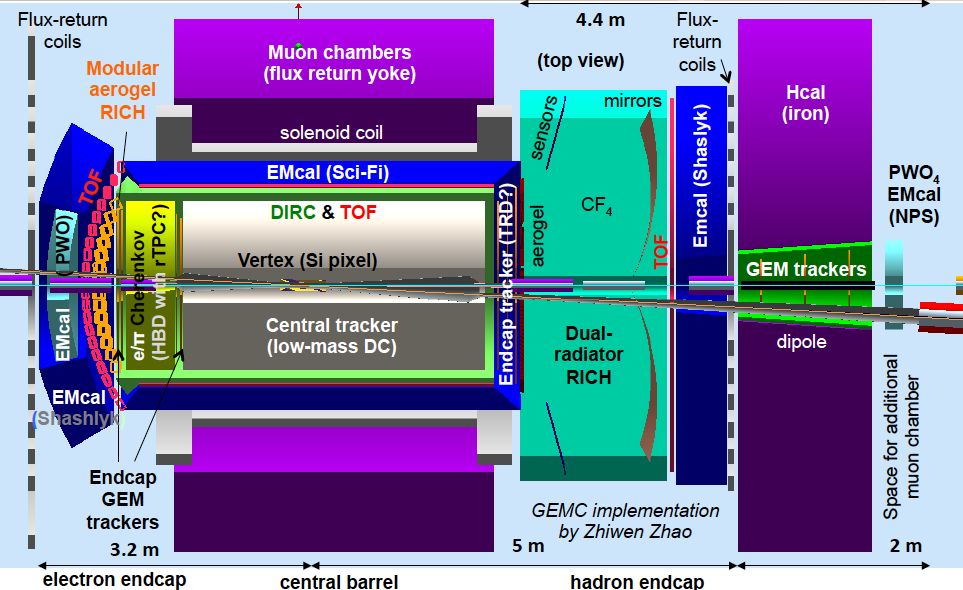 Flux-return
coils
4.4 m
(top view)
Flux-
return
coils
Muon chambers
(flux return yoke)
Modular
aerogel
RICH
solenoid coil
Hcal
(iron)
sensors
mirrors
EMcal (Sci-Fi)
Emcal (Shaslyk)
TOF
DIRC & TOF
CF4
aerogel
PWO4
EMcal
(NPS)
EMcal (PWO)
e/π Cherenkov
(HBD with rTPC?)
Vertex (Si pixel)
Endcap tracker (TRD?)
TOF
GEM trackers
Central tracker
(low-mass DC)
Dual-
radiator
RICH
dipole
EMcal
(Shashlyk)
Space for additional
muon chamber
Endcap
GEM
trackers
GEMC implementation
by Zhiwen Zhao
3.2 m
5 m
2 m
electron endcap
central barrel
hadron endcap